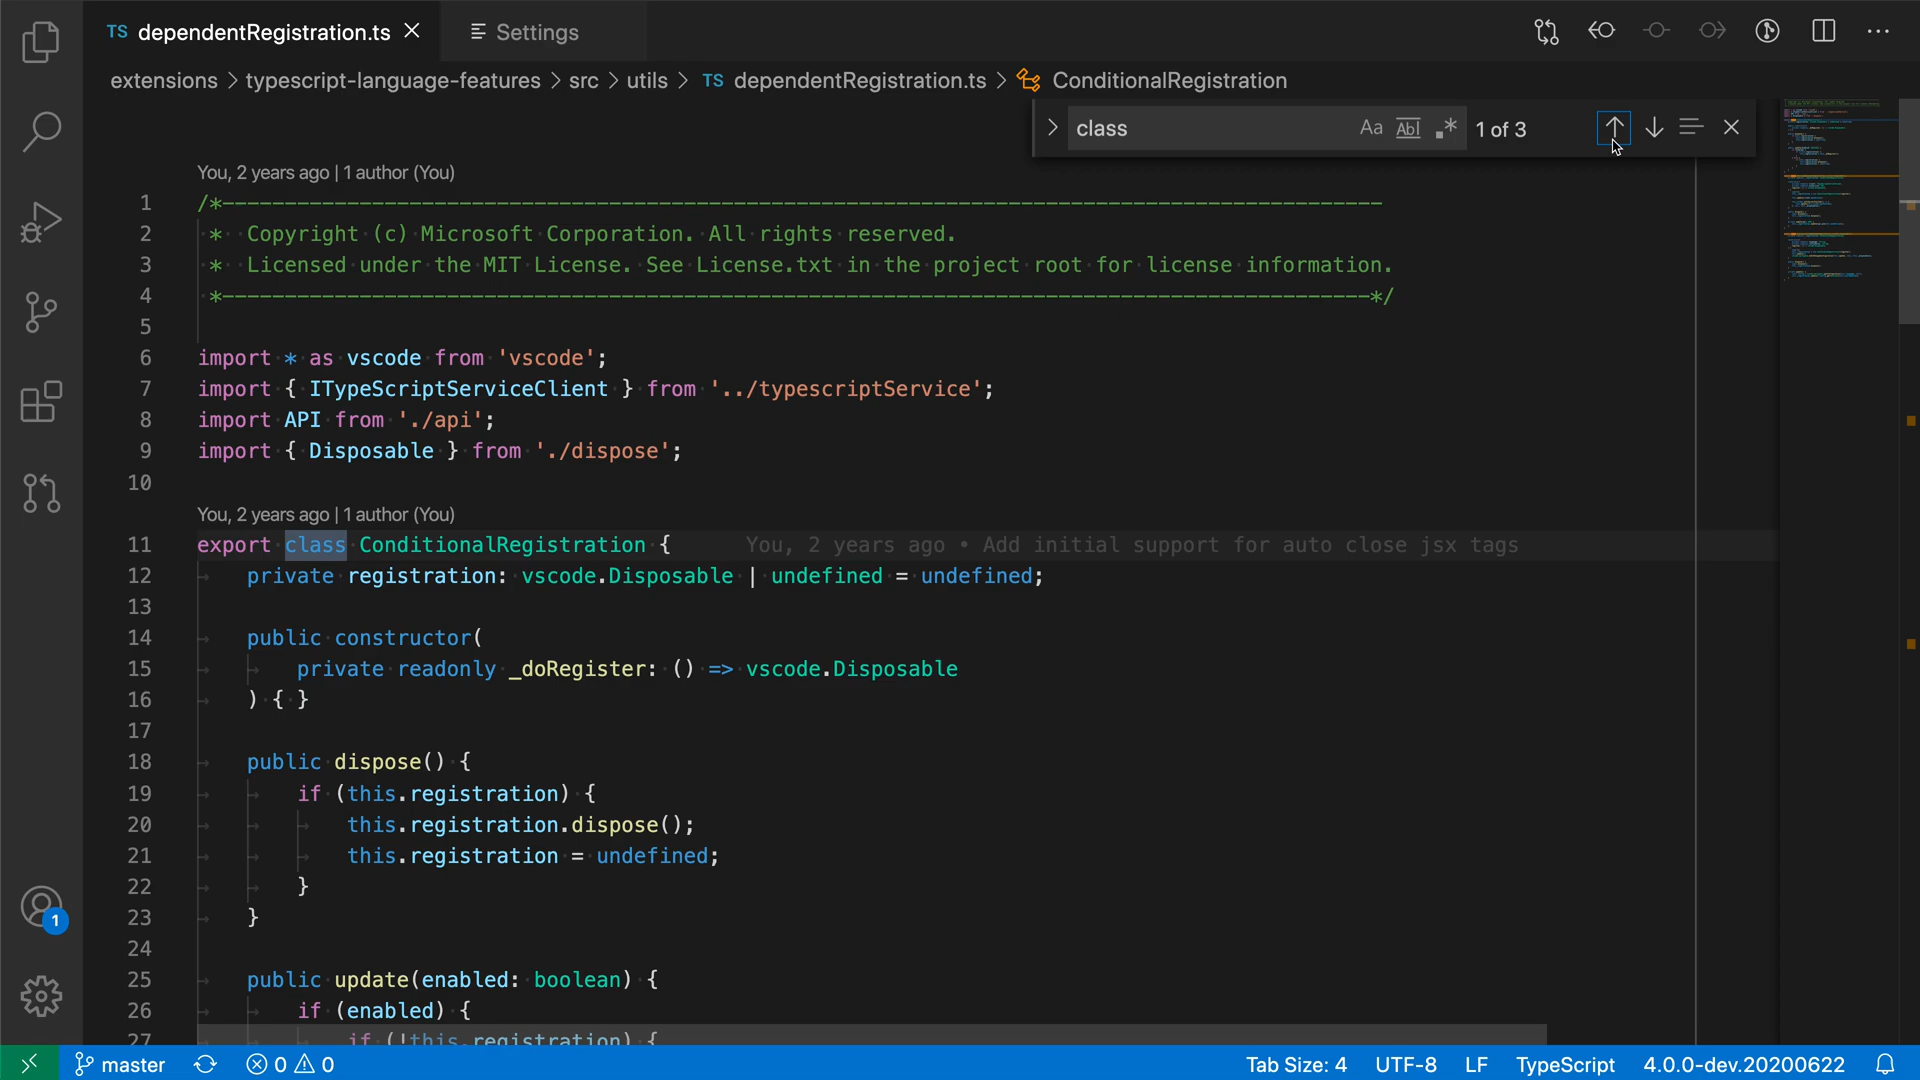 TS dependentRegistration.ts Settings
extensions > typescript-language-features > src > utils > TS dependentRegistration.ts > ConditionalRegistration
class Aa Abl .* 1 of 3
You, 2 years ago | 1 author (You)
1 /*---------------------------------------------------------------------------------------------
2 * Copyright (c) Microsoft Corporation. All rights reserved.
3 * Licensed under the MIT License. See License.txt in the project root for license information.
4 *--------------------------------------------------------------------------------------------*/
5
6 import * as vscode from 'vscode';
7 import { ITypeScriptServiceClient } from '../typescriptService';
8 import API from './api';
9 import { Disposable } from './dispose';
10
You, 2 years ago | 1 author (You)
11 export class ConditionalRegistration { You, 2 years ago • Add initial support for auto close jsx tags
12 private registration: vscode.Disposable | undefined = undefined;
13
14 public constructor(
15 private readonly _doRegister: () => vscode.Disposable
16 ) { }
17
18 public dispose() {
19 if (this.registration) {
20 this.registration.dispose();
21 this.registration = undefined;
22 }
23 }
24
25 public update(enabled: boolean) {
26 if (enabled) {
27 if (!this.registration) {
1
master 0 0 Tab Size: 4 UTF-8 LF TypeScript 4.0.0-dev.20200622